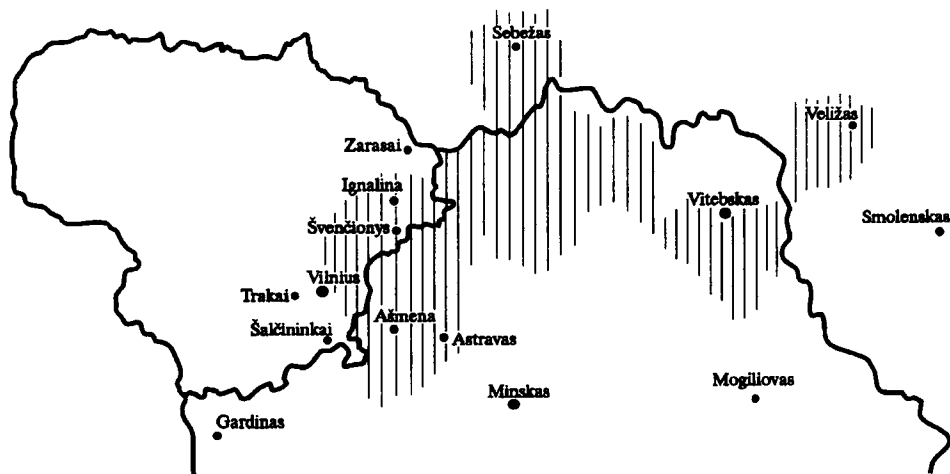 Sebežas
Veližas
Zarasai
Ignalina
Vitebskas
Smolenskas
Švenčionys
Vilnius
Trakai
Ašmena
Šalčininkai
Astravas
Mogiliovas
Minskas
Gardinas